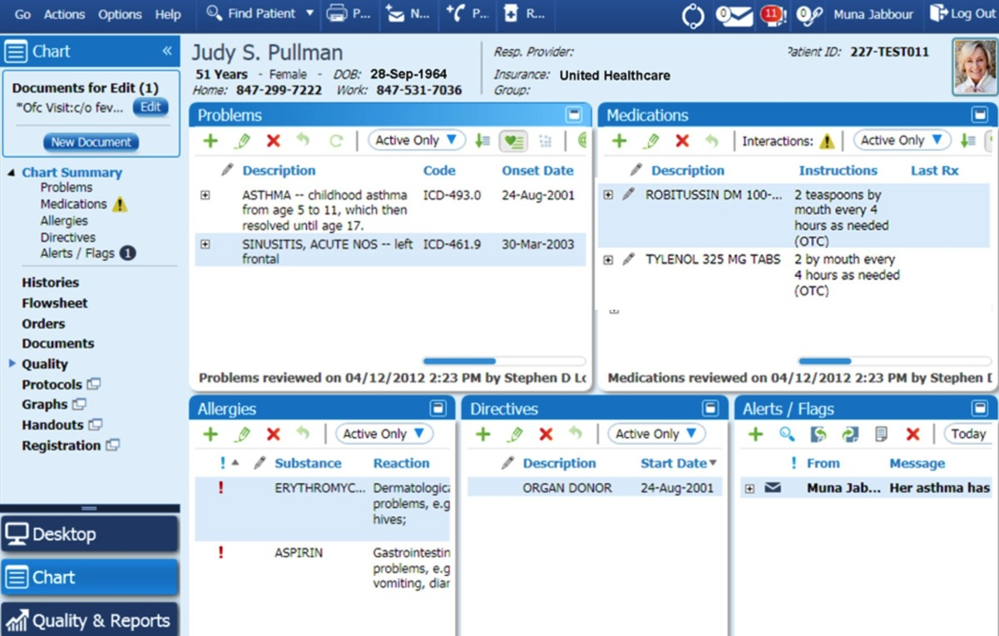 Go Actions Options Help Find Patient P... N... P... R... 0 11 ! 0 Muna Jabbour Log Out
Chart «
Documents for Edit (1)
*Ofc Visit:c/o fev... Edit
New Document
Chart Summary
Problems
Medications
Allergies
Directives
Alerts / Flags 1
Histories
Flowsheet
Orders
Documents
Quality
Protocols
Graphs
Handouts
Registration
Desktop
Chart
Quality & Reports
Judy S. Pullman
51 Years - Female - DOB: 28-Sep-1964
Home: 847-299-7222 Work: 847-531-7036
Resp. Provider:
Insurance: United Healthcare
Group:
Patient ID: 227-TEST011
Problems
Active Only
Description Code Onset Date
ASTHMA -- childhood asthma ICD-493.0 24-Aug-2001
from age 5 to 11, which then
resolved until age 17.
SINUSITIS, ACUTE NOS -- left ICD-461.9 30-Mar-2003
frontal
Problems reviewed on 04/12/2012 2:23 PM by Stephen D Lo
Medications
Interactions: Active Only
Description Instructions Last Rx
ROBITUSSIN DM 100-... 2 teaspoons by
mouth every 4
hours as needed
(OTC)
TYLENOL 325 MG TABS 2 by mouth every
4 hours as needed
(OTC)
Medications reviewed on 04/12/2012 2:23 PM by Stephen D
Allergies
Active Only
! Substance Reaction
! ERYTHROMYC... Dermatologica
problems, e.g
hives;
! ASPIRIN Gastrointestin
problems, e.g
vomiting, diar
Directives
Active Only
Description Start Date
ORGAN DONOR 24-Aug-2001
Alerts / Flags
Today
! From Message
Muna Jab... Her asthma has